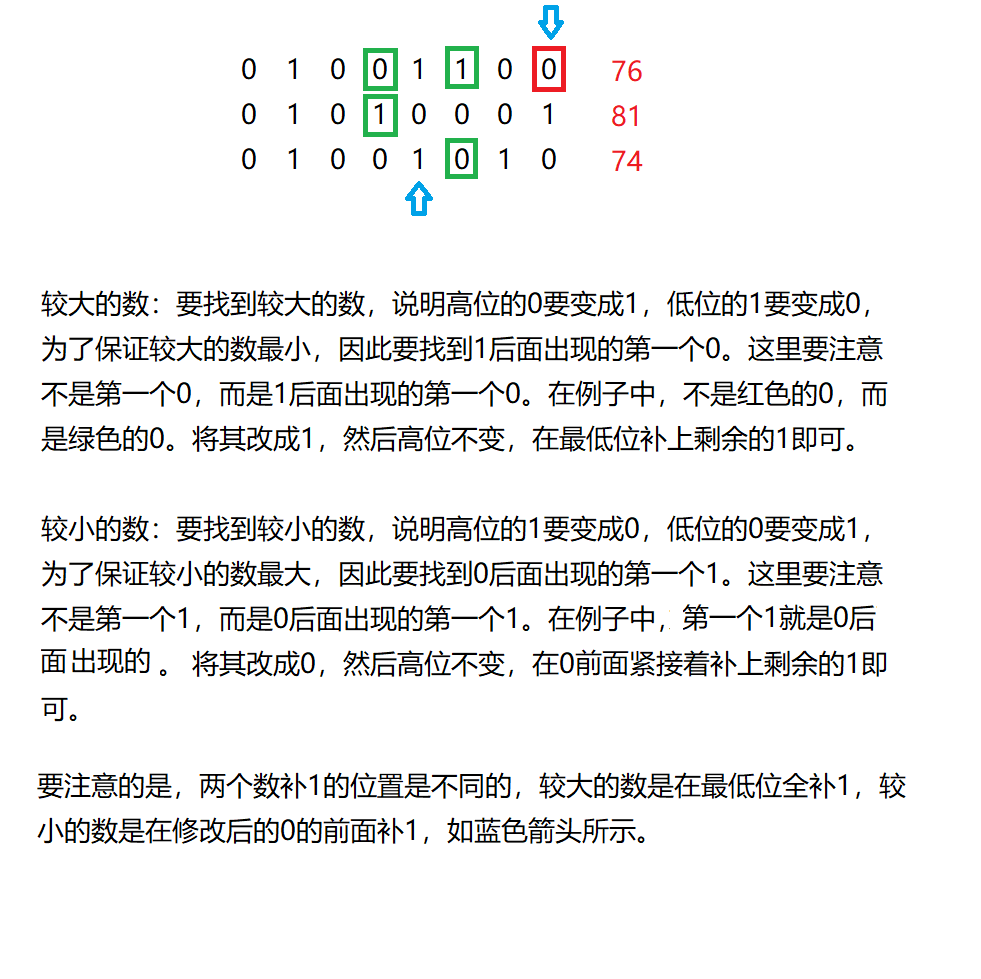 0 1 0 0 1 1 0 0 76
0 1 0 1 0 0 0 1 81
0 1 0 0 1 0 1 0 74
较大的数：要找到较大的数，说明高位的0要变成1，低位的1要变成0，
为了保证较大的数最小，因此要找到1后面出现的第一个0。这里要注意
不是第一个0，而是1后面出现的第一个0。在例子中，不是红色的0，而
是绿色的0。将其改成1，然后高位不变，在最低位补上剩余的1即可。
较小的数：要找到较小的数，说明高位的1要变成0，低位的0要变成1，
为了保证较小的数最大，因此要找到0后面出现的第一个1。这里要注意
不是第一个1，而是0后面出现的第一个1。在例子中，第一个1就是0后
面出现的 。 将其改成0，然后高位不变，在0前面紧接着补上剩余的1即
可。
要注意的是，两个数补1的位置是不同的，较大的数是在最低位全补1，较
小的数是在修改后的0的前面补1，如蓝色箭头所示。